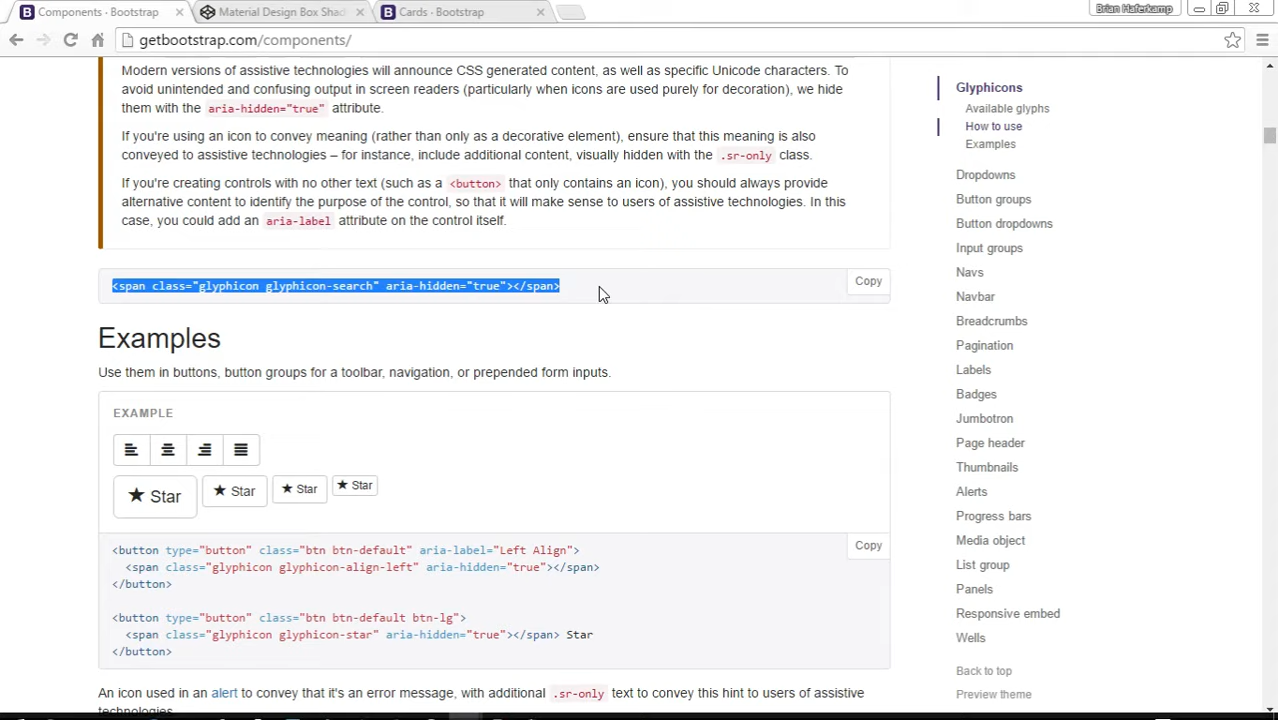 Components · Bootstrap
Material Design Box Shad
Cards · Bootstrap
Brian Haferkamp
getbootstrap.com/components/
Modern versions of assistive technologies will announce CSS generated content, as well as specific Unicode characters. To
avoid unintended and confusing output in screen readers (particularly when icons are used purely for decoration), we hide
them with the aria-hidden="true" attribute.
If you're using an icon to convey meaning (rather than only as a decorative element), ensure that this meaning is also
conveyed to assistive technologies – for instance, include additional content, visually hidden with the .sr-only class.
If you're creating controls with no other text (such as a <button> that only contains an icon), you should always provide
alternative content to identify the purpose of the control, so that it will make sense to users of assistive technologies. In this
case, you could add an aria-label attribute on the control itself.
<span class="glyphicon glyphicon-search" aria-hidden="true"></span>
Copy
Examples
Use them in buttons, button groups for a toolbar, navigation, or prepended form inputs.
EXAMPLE
Star Star Star Star
<button type="button" class="btn btn-default" aria-label="Left Align">
<span class="glyphicon glyphicon-align-left" aria-hidden="true"></span>
</button>
<button type="button" class="btn btn-default btn-lg">
<span class="glyphicon glyphicon-star" aria-hidden="true"></span> Star
</button>
Copy
An icon used in an alert to convey that it's an error message, with additional .sr-only text to convey this hint to users of assistive
technologies.
Glyphicons
Available glyphs
How to use
Examples
Dropdowns
Button groups
Button dropdowns
Input groups
Navs
Navbar
Breadcrumbs
Pagination
Labels
Badges
Jumbotron
Page header
Thumbnails
Alerts
Progress bars
Media object
List group
Panels
Responsive embed
Wells
Back to top
Preview theme